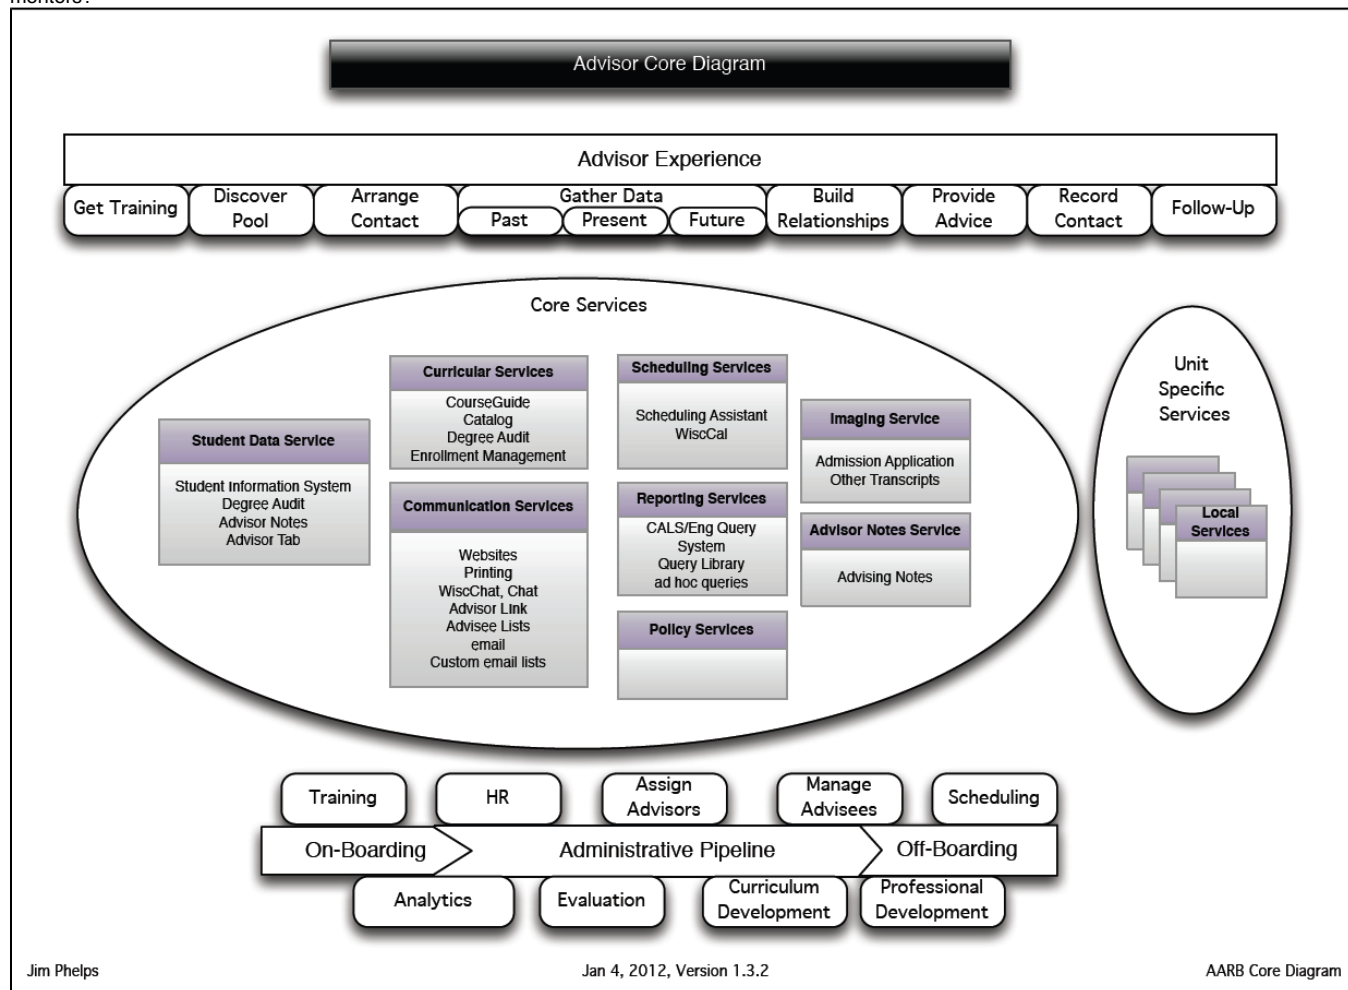 mentors?
Advisor Core Diagram
Advisor Experience
Get Training
Discover
Pool
Arrange
Contact
Gather Data
Past
Present
Future
Build
Relationships
Provide
Advice
Record
Contact
Follow-Up
Core Services
Student Data Service
Student Information System
Degree Audit
Advisor Notes
Advisor Tab
Curricular Services
CourseGuide
Catalog
Degree Audit
Enrollment Management
Communication Services
Websites
Printing
WiscChat, Chat
Advisor Link
Advisee Lists
email
Custom email lists
Scheduling Services
Scheduling Assistant
WiscCal
Reporting Services
CALS/Eng Query
System
Query Library
ad hoc queries
Policy Services
Imaging Service
Admission Application
Other Transcripts
Advisor Notes Service
Advising Notes
Unit
Specific
Services
Local
Services
Training
HR
Assign
Advisors
Manage
Advisees
Scheduling
On-Boarding
Administrative Pipeline
Off-Boarding
Analytics
Evaluation
Curriculum
Development
Professional
Development
Jim Phelps
Jan 4, 2012, Version 1.3.2
AARB Core Diagram